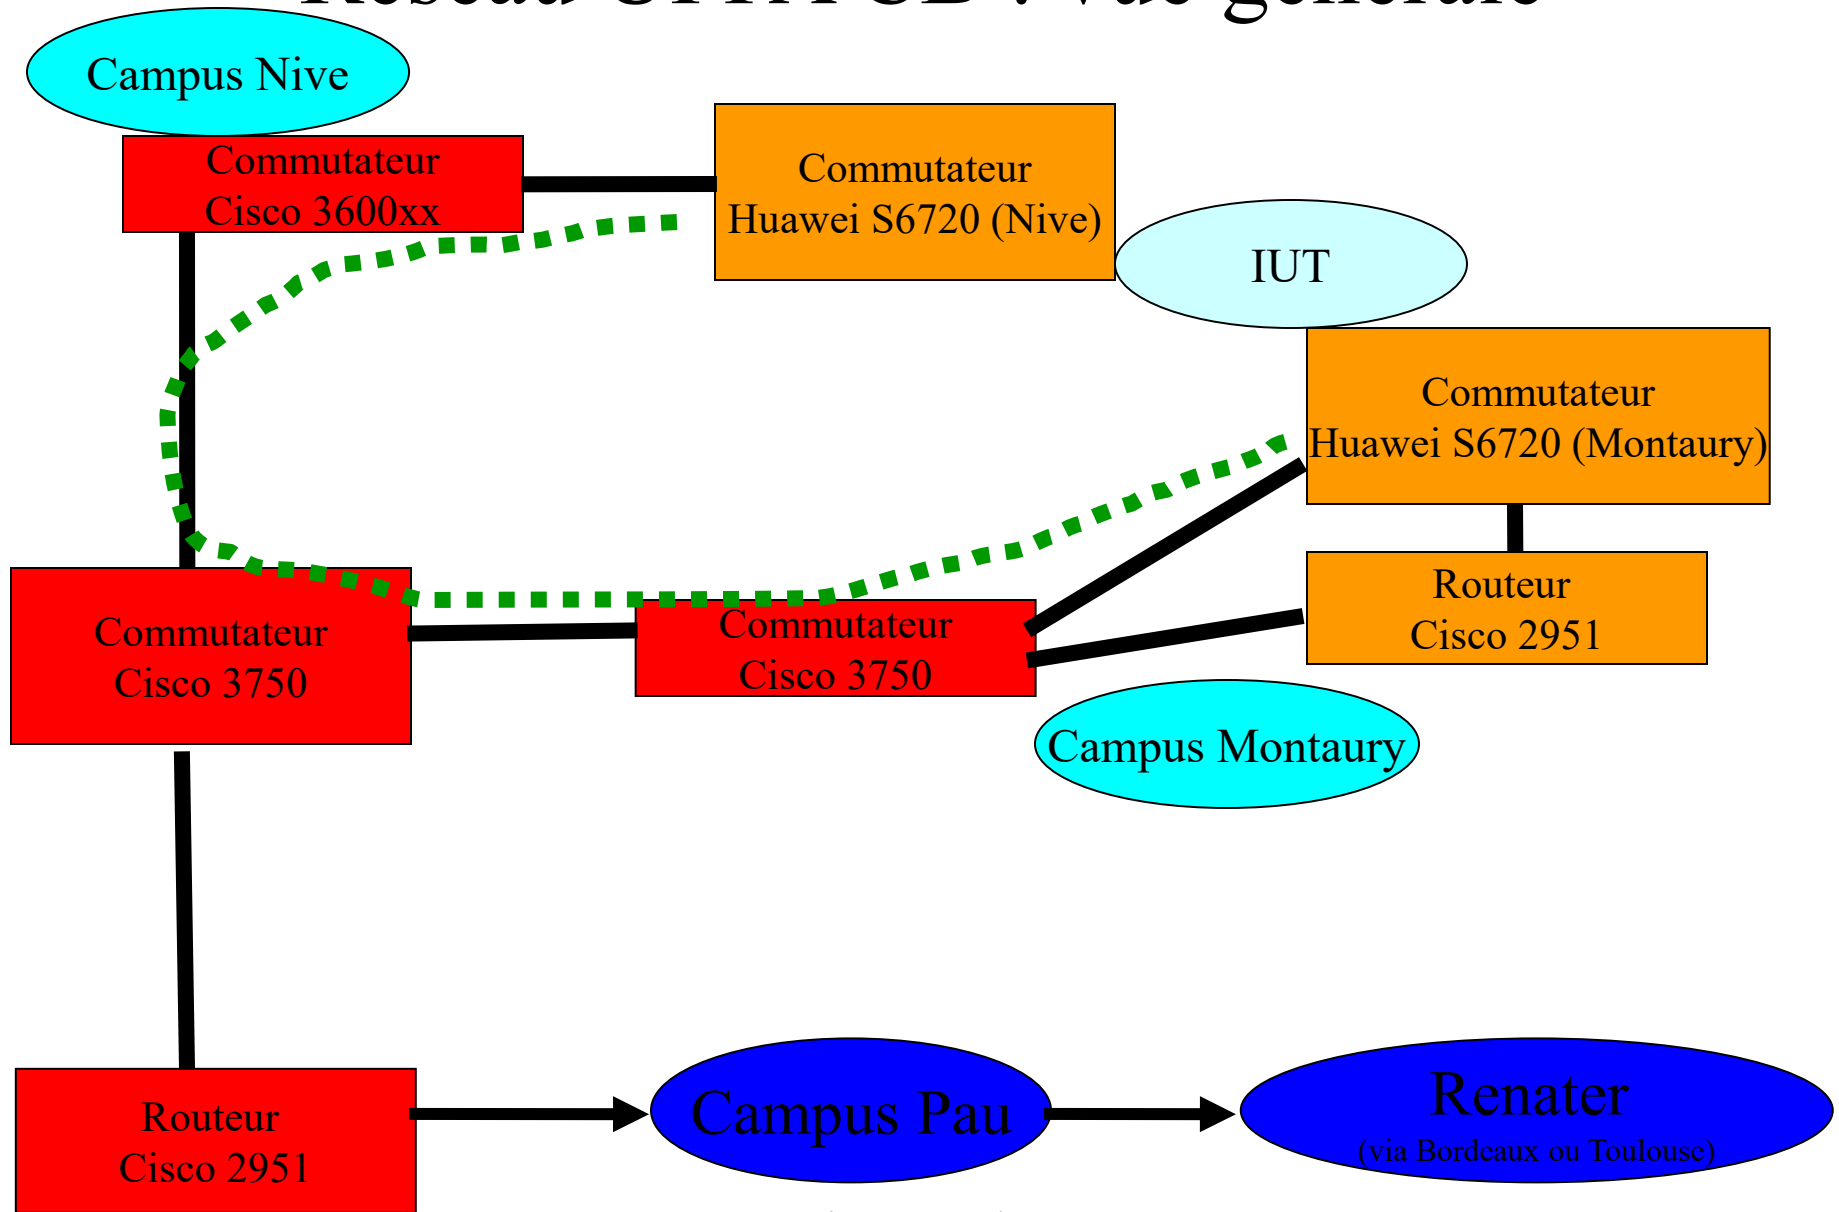 Campus Nive
Commutateur
Cisco 3600xx
Commutateur
Huawei S6720 (Nive)
IUT
Commutateur
Huawei S6720 (Montaury)
Routeur
Cisco 2951
Commutateur
Cisco 3750
Commutateur
Cisco 3750
Campus Montaury
Routeur
Cisco 2951
Campus Pau
Renater
(via Bordeaux ou Toulouse)